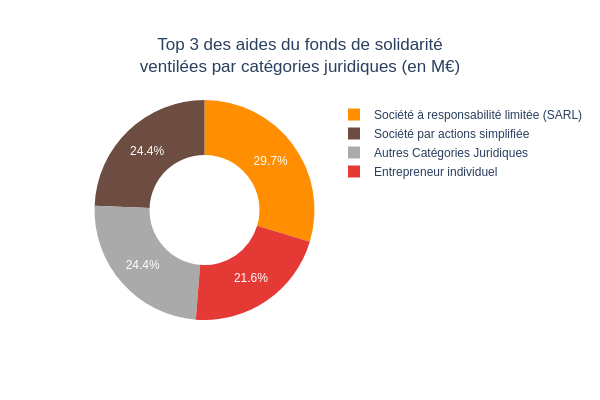 Top 3 des aides du fonds de solidarité
ventilées par catégories juridiques (en M€)
Société à responsabilité limitée (SARL)
Société par actions simplifiée
Autres Catégories Juridiques
Entrepreneur individuel
24.4%
29.7%
24.4%
21.6%